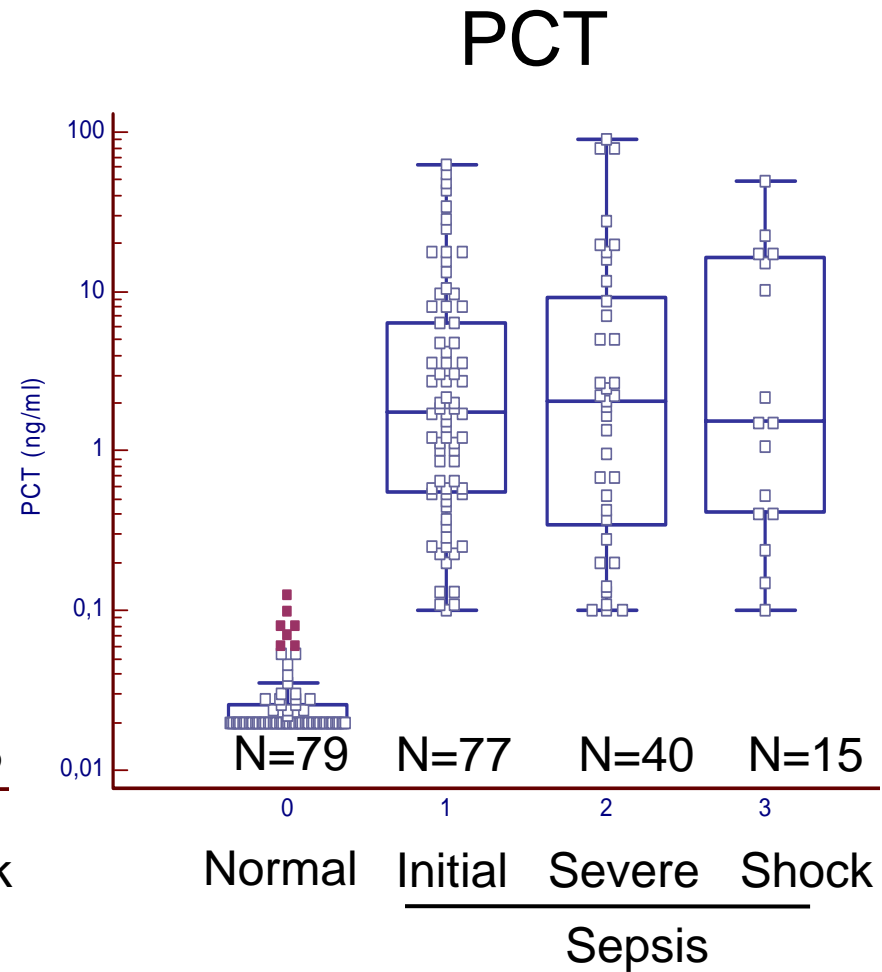 PCT
100
10
1
0,1
0,01
PCT (ng/ml)
N=79 N=77 N=40 N=15
0 1 2 3
Normal Initial Severe Shock
Sepsis
k